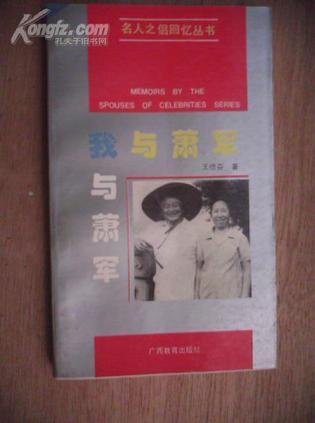 Kongfz.com
孔夫子旧书网
名人之侣回忆丛书
MEMOIRS BY THE
SPOUSES OF CELEBRITIES SERIES
我与萧军
王德芬 著
与萧军
广西教育出版社